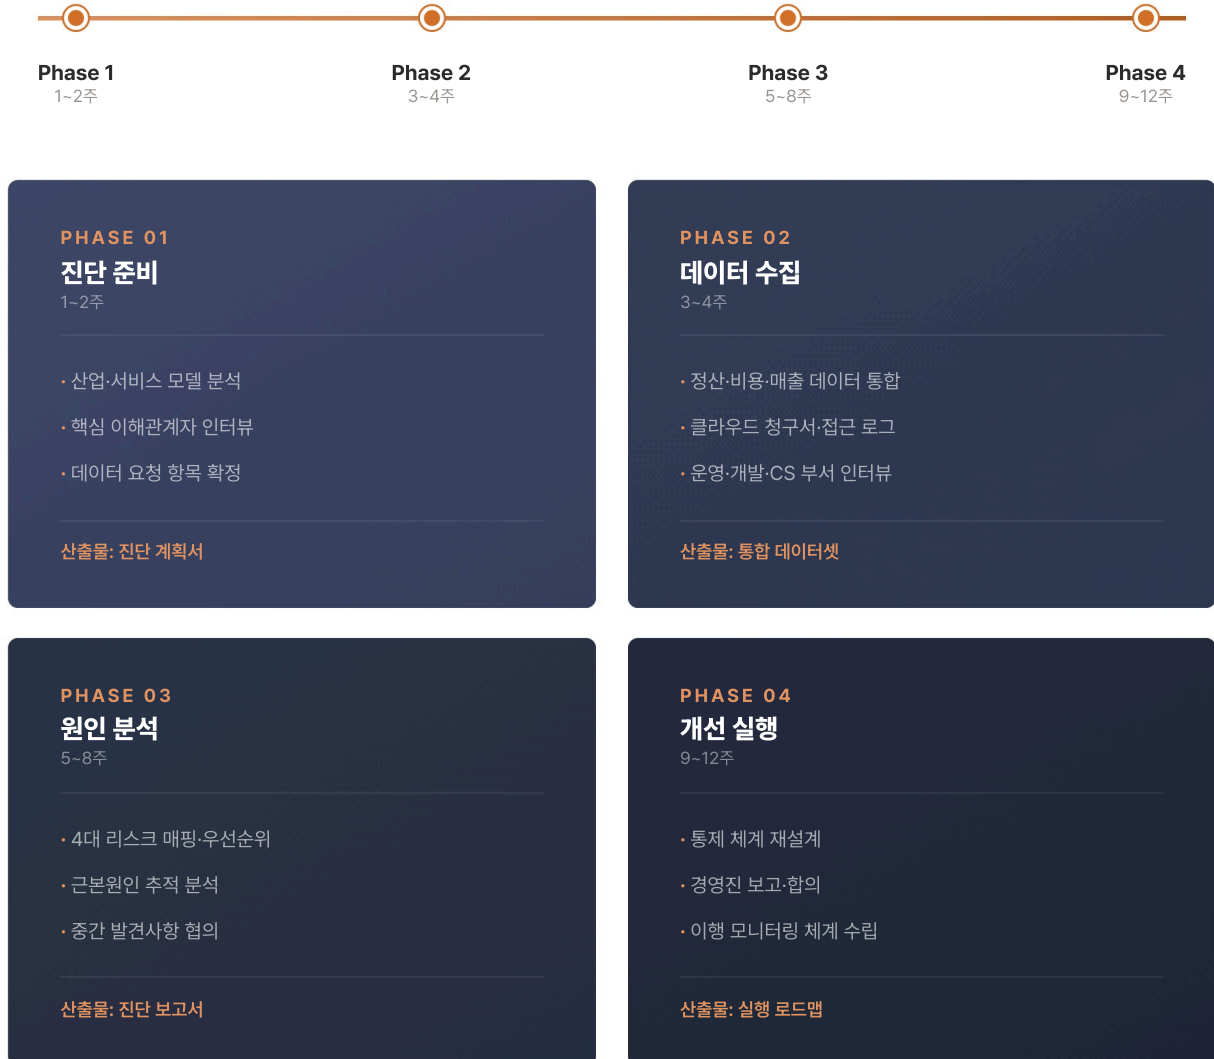 Phase 1
1~2주
Phase 2
3~4주
Phase 3
5~8주
Phase 4
9~12주
PHASE 01
진단 준비
1~2주
· 산업·서비스 모델 분석
· 핵심 이해관계자 인터뷰
· 데이터 요청 항목 확정
산출물: 진단 계획서
PHASE 02
데이터 수집
3~4주
· 정산·비용·매출 데이터 통합
· 클라우드 청구서·접근 로그
· 운영·개발·CS 부서 인터뷰
산출물: 통합 데이터셋
PHASE 03
원인 분석
5~8주
· 4대 리스크 매핑·우선순위
· 근본원인 추적 분석
· 중간 발견사항 협의
산출물: 진단 보고서
PHASE 04
개선 실행
9~12주
· 통제 체계 재설계
· 경영진 보고·합의
· 이행 모니터링 체계 수립
산출물: 실행 로드맵